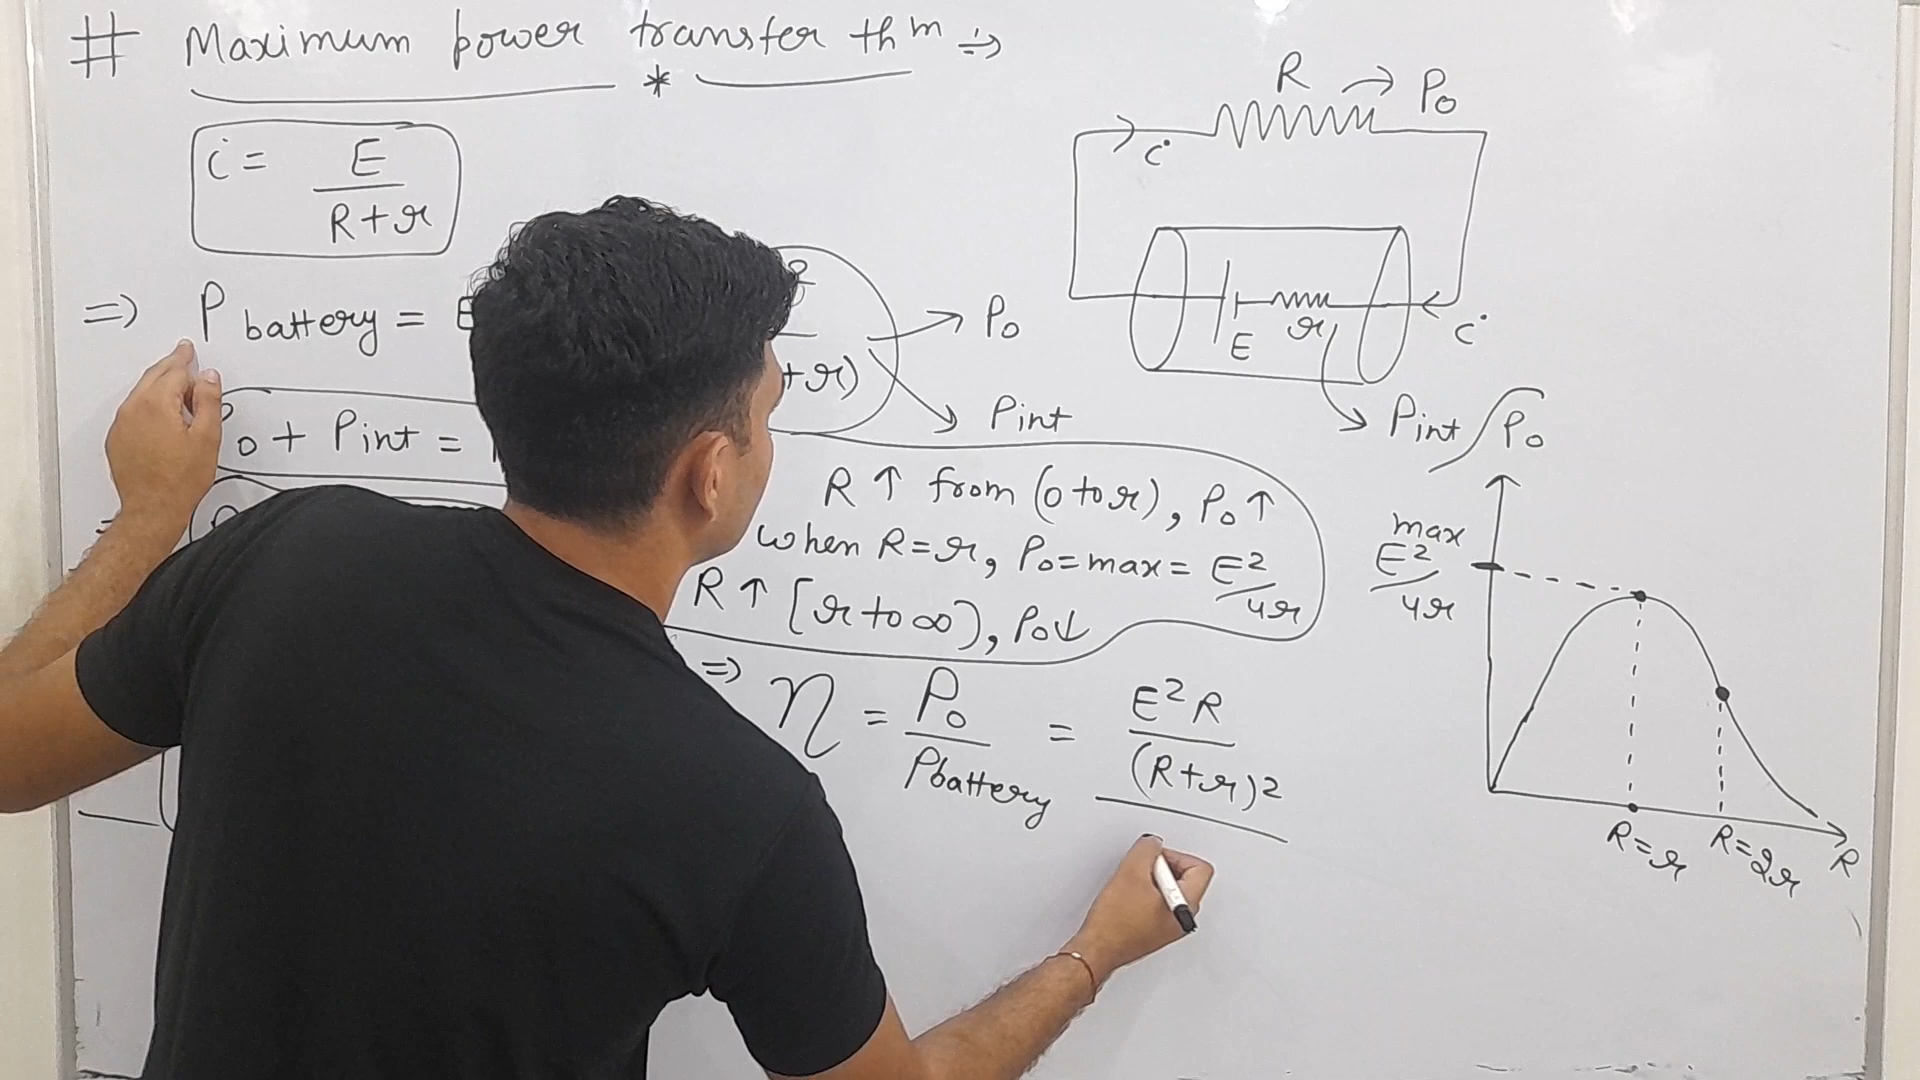 # Maximum power transfer thm ÷>
*
i = E / R+r
R → Po
i
E r i
→ Pint
=> P battery =
+r)
→ Po
→ Pint
Po + Pint =
R ↑ from (0 to r), Po ↑
when R=r, Po=max= E²/4r
R ↑ [r to ∞), Po↓
=> η = Po / Pbattery = E²R / (R+r)²
Po
max
E²/4r
R=r R=2r R